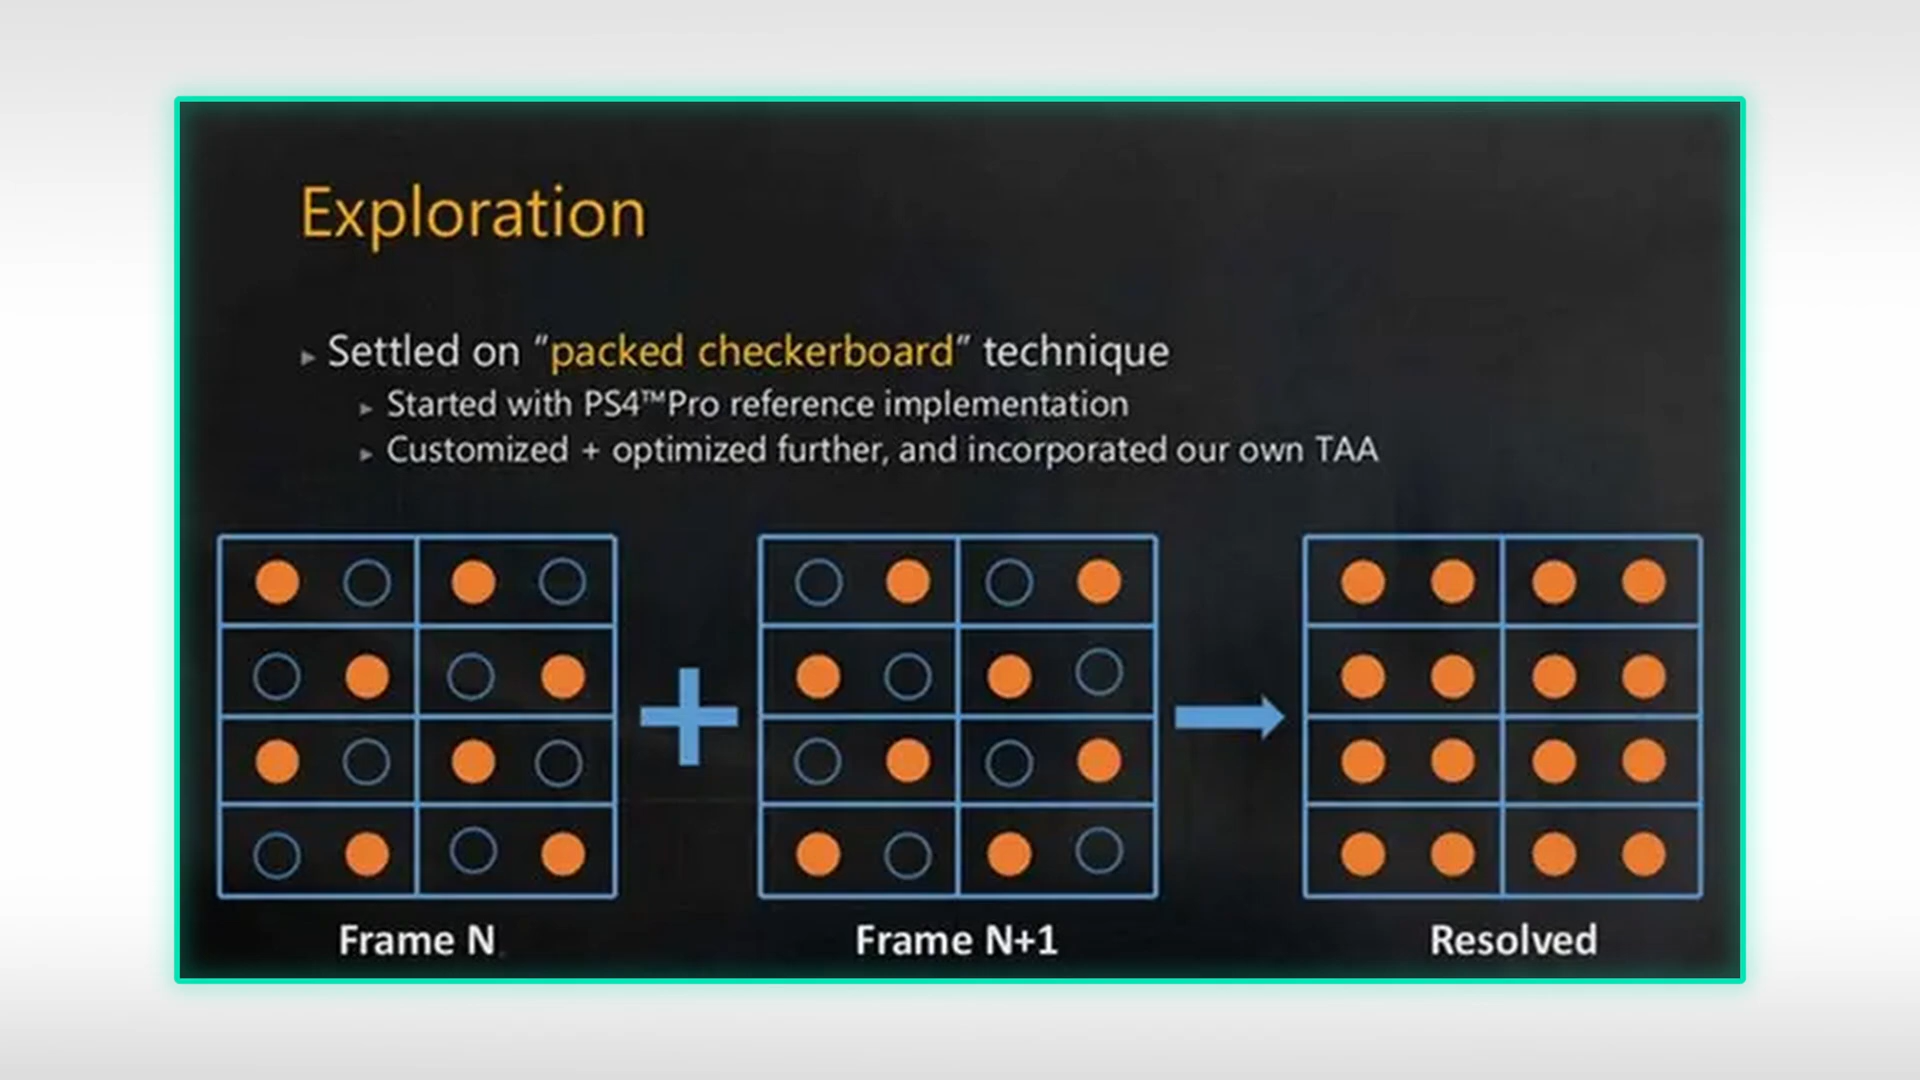 Exploration
Settled on "packed checkerboard" technique
Started with PS4™Pro reference implementation
Customized + optimized further, and incorporated our own TAA
Frame N
Frame N+1
Resolved